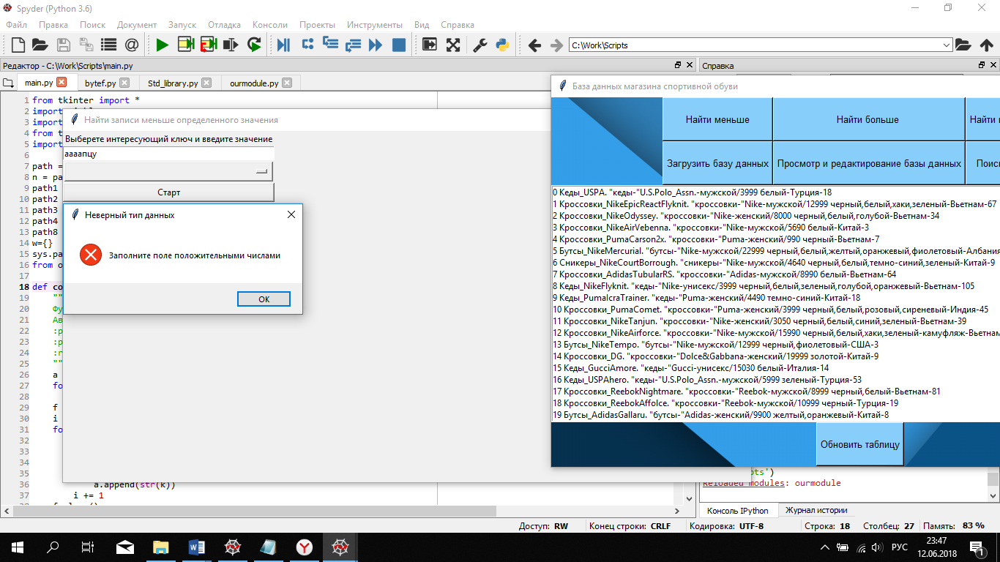 Spyder (Python 3.6)
Файл Правка Поиск Документ Запуск Отладка Консоли Проекты Инструменты Вид Справка
C:\Work\Scripts
Редактор - C:\Work\Scripts\main.py
Справка
main.py bytef.py Std_library.py ourmodule.py
1 from tkinter import *
2 import
3 import
4 from t
5 import
6
7 path =
8 n = pa
9 path1
10 path2
11 path3
12 path4
13 path8
14 w={}
15 sys.pa
16 from o
17
18 def co
19 ""
20 Фу
21 Ав
22 :p
23 :p
24 :r
25 ""
26 a
27 fo
28
29 f
30 i
31 fo
32
33
34
35
36 a.append(str(k))
37 i += 1
Найти записи меньше определенного значения
Выберете интересующий ключ и введите значение
аааапцу
Старт
Неверный тип данных
Заполните поле положительными числами
ОК
База данных магазина спортивной обуви
Найти меньше Найти больше Найти
Загрузить базу данных Просмотр и редактирование базы данных Поис
0 Кеды_USPA. "кеды-"U.S.Polo_Assn.-мужской/3999 белый-Турция-18
1 Кроссовки_NikeEpicReactFlyknit. "кроссовки-"Nike-мужской/12999 черный,белый,хаки,зеленый-Вьетнам-67
2 Кроссовки_NikeOdyssey. "кроссовки-"Nike-женский/8000 черный,белый,голубой-Вьетнам-34
3 Кроссовки_NikeAirVebenna. "кроссовки-"Nike-мужской/5690 белый-Китай-3
4 Кроссовки_PumaCarson2x. "кроссовки-"Puma-женский/990 черный-Вьетнам-7
5 Бутсы_NikeMercurial. "бутсы-"Nike-мужской/22999 черный,белый,желтый,оранжевый,фиолетовый-Албания
6 Сникеры_NikeCourtBorrough. "сникеры-"Nike-мужской/4640 черный,белый,темно-синий,зеленый-Китай-9
7 Кроссовки_AdidasTubularRS. "кроссовки-"Adidas-мужской/8990 белый-Вьетнам-64
8 Кеды_NikeFlyknit. "кеды-"Nike-унисекс/3999 черный,белый,зеленый,голубой,оранжевый-Вьетнам-105
9 Кеды_PumaIcraTrainer. "кеды-"Puma-женский/4490 темно-синий-Китай-18
10 Кроссовки_PumaComet. "кроссовки-"Puma-женский/3999 черный,белый,розовый,сиреневый-Индия-45
11 Кроссовки_NikeTanjun. "кроссовки-"Nike-женский/3050 черный,белый,синий,зеленый-Вьетнам-39
12 Кроссовки_NikeAirforce. "кроссовки-"Nike-мужской/15990 черный,белый,хаки,зеленый-камуфляж-Вьетнам
13 Бутсы_NikeTempo. "бутсы-"Nike-мужской/12999 черный,фиолетовый-США-3
14 Кроссовки_DG. "кроссовки-"Dolce&Gabbana-женский/19999 золотой-Китай-9
15 Кеды_GucciAmore. "кеды-"Gucci-унисекс/15030 белый-Италия-14
16 Кеды_USPAhero. "кеды-"U.S.Polo_Assn.-мужской/5999 зеленый-Турция-53
17 Кроссовки_ReebokNightmare. "кроссовки-"Reebok-мужской/8999 черный,белый-Вьетнам-81
18 Кроссовки_ReebokAffolce. "кроссовки-"Reebok-мужской/10999 черный-Турция-19
19 Бутсы_AdidasGallaru. "бутсы-"Adidas-женский/9900 желтый,оранжевый-Китай-8
Обновить таблицу
pts')
Reloaded modules: ourmodule
Консоль IPython Журнал истории
Доступ: RW Конец строки: CRLF Кодировка: UTF-8 Строка: 18 Столбец: 27 Память: 83 %
РУС
23:47
12.06.2018
1